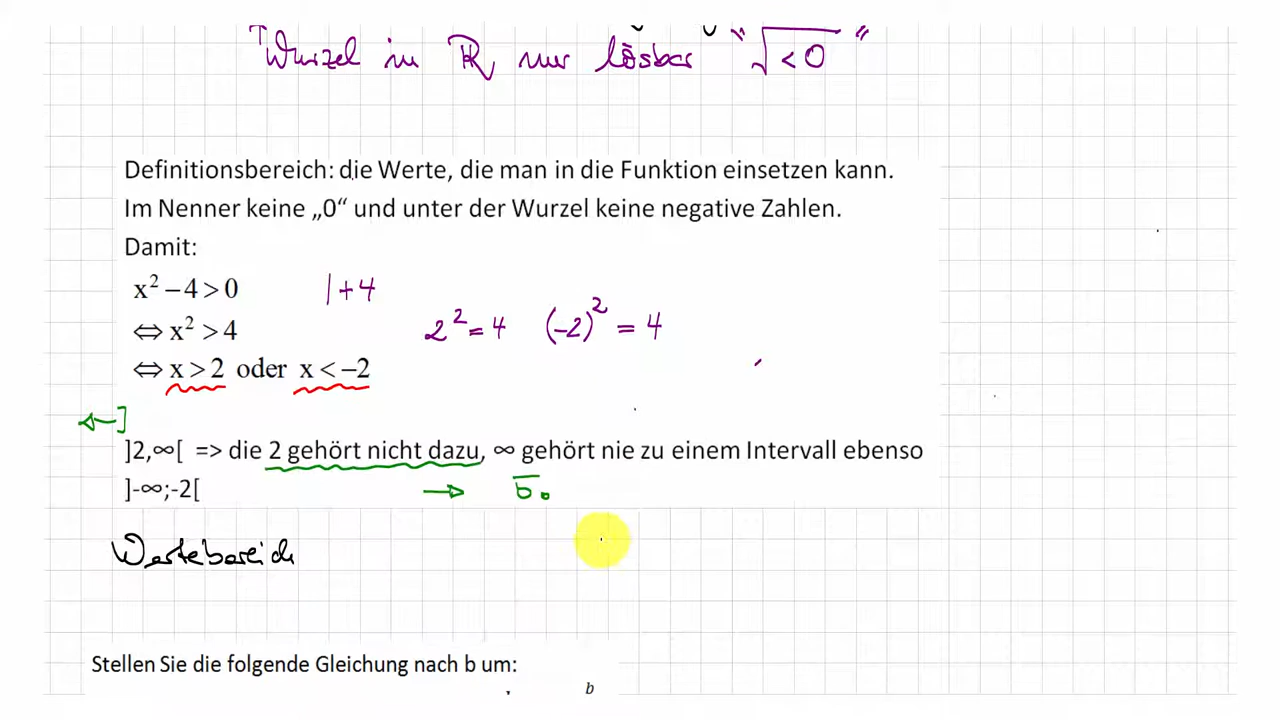 Wurzel in ℝ nur lösbar "√<0"
Definitionsbereich: die Werte, die man in die Funktion einsetzen kann.
Im Nenner keine „0“ und unter der Wurzel keine negative Zahlen.
Damit:
x² – 4 > 0 |+4
⇔ x² > 4 2² = 4 (-2)² = 4
⇔ x > 2 oder x < –2
←]
]2,∞[ => die 2 gehört nicht dazu, ∞ gehört nie zu einem Intervall ebenso
]-∞;-2[ →
Wertebereich
Stellen Sie die folgende Gleichung nach b um:
b